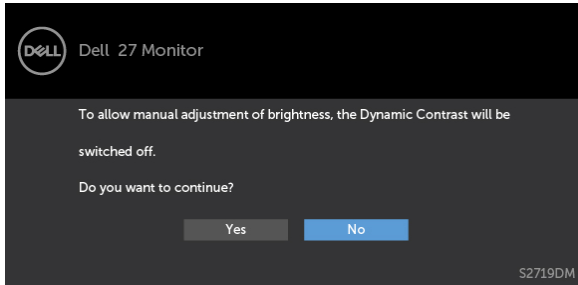 DELL
Dell 27 Monitor
To allow manual adjustment of brightness, the Dynamic Contrast will be
switched off.
Do you want to continue?
Yes
No
S2719DM